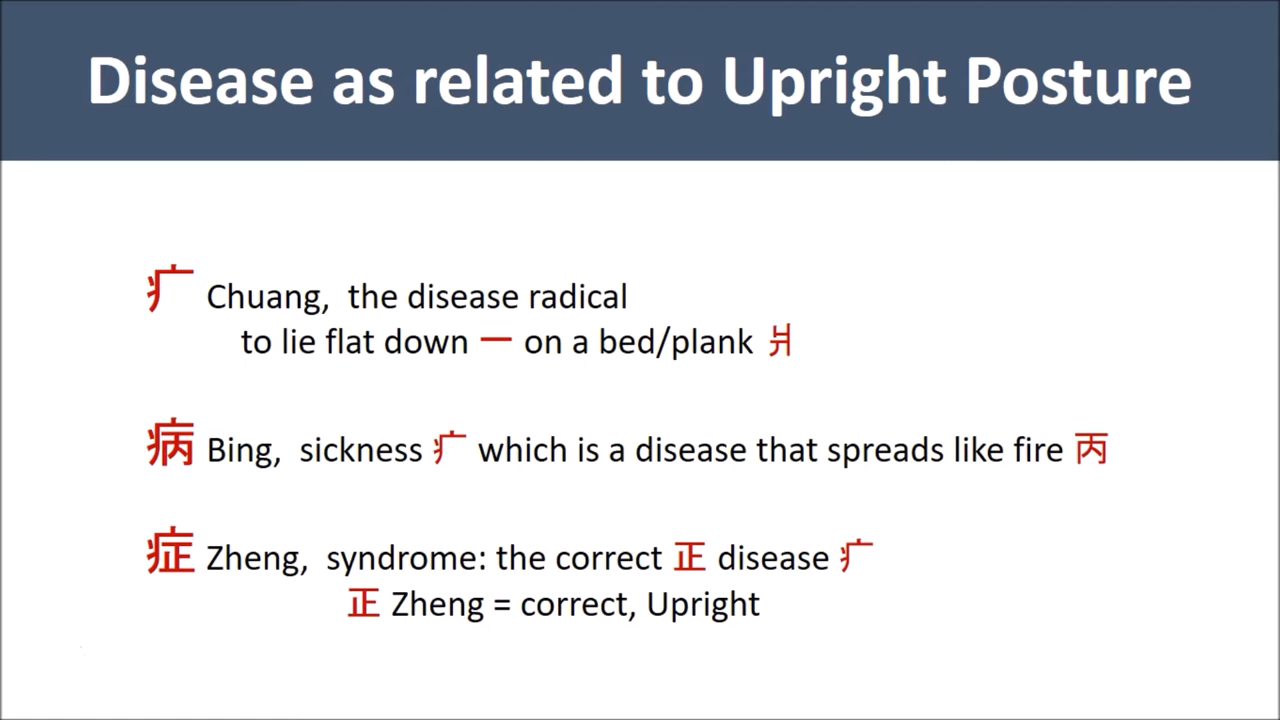 Disease as related to Upright Posture
疒 Chuang, the disease radical
to lie flat down 一 on a bed/plank 爿
病 Bing, sickness 疒 which is a disease that spreads like fire 丙
症 Zheng, syndrome: the correct 正 disease 疒
正 Zheng = correct, Upright